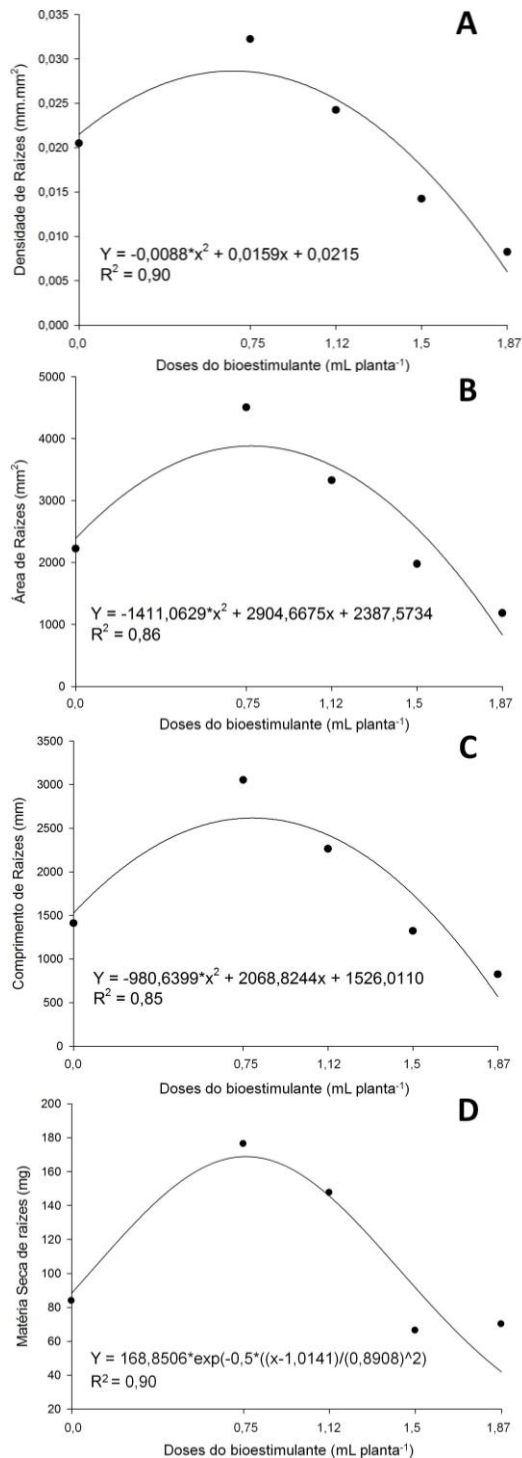 A
Densidade de Raízes (mm.mm²)
0,035
0,030
0,025
0,020
0,015
0,010
0,005
0,000
Y = -0,0088*x² + 0,0159x + 0,0215
R² = 0,90
0,0 0,75 1,12 1,5 1,87
Doses do bioestimulante (mL planta⁻¹)
B
Área de Raízes (mm²)
5000
4000
3000
2000
1000
0
Y = -1411,0629*x² + 2904,6675x + 2387,5734
R² = 0,86
0,0 0,75 1,12 1,5 1,87
Doses do bioestimulante (mL planta⁻¹)
C
Comprimento de Raízes (mm)
3500
3000
2500
2000
1500
1000
500
0
Y = -980,6399*x² + 2068,8244x + 1526,0110
R² = 0,85
0,0 0,75 1,12 1,5 1,87
Doses do bioestimulante (mL planta⁻¹)
D
Matéria Seca de raízes (mg)
200
180
160
140
120
100
80
60
40
20
Y = 168,8506*exp(-0,5*((x-1,0141)/(0,8908)^2)
R² = 0,90
0,0 0,75 1,12 1,5 1,87
Doses do bioestimulante (mL planta⁻¹)